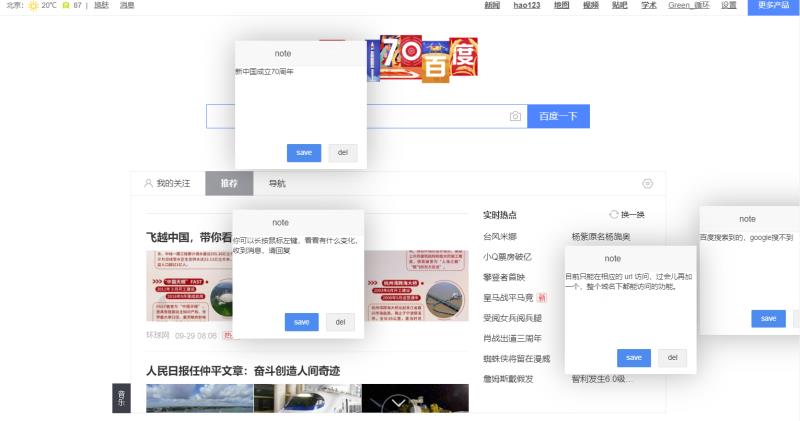 北京: 20℃ 87 | 换肤 消息
新闻 hao123 地图 视频 贴吧 学术 Green_循环 设置 更多产品
note
新中国成立70周年
save del
70百度
百度一下
我的关注 推荐 导航
飞越中国，带你看
note
你可以长按鼠标左键，看看有什么变化，
收到消息，请回复
save del
环球网 09-29 08:06
人民日报任仲平文章：奋斗创造人间奇迹
音乐
实时热点 换一换
台风米娜
小Q票房破亿
攀登者首映
皇马战平马竞 新
受阅女兵阅兵腿
肖战出道三周年
蜘蛛侠将留在漫威
詹姆斯戴假发
杨紫原名杨旖奥
智利发生6.0级...
note
目前只能在相应的 url 访问，过会儿再加
一个，整个域名下都能访问的功能。
save del
note
百度搜索到的，google搜不到
save